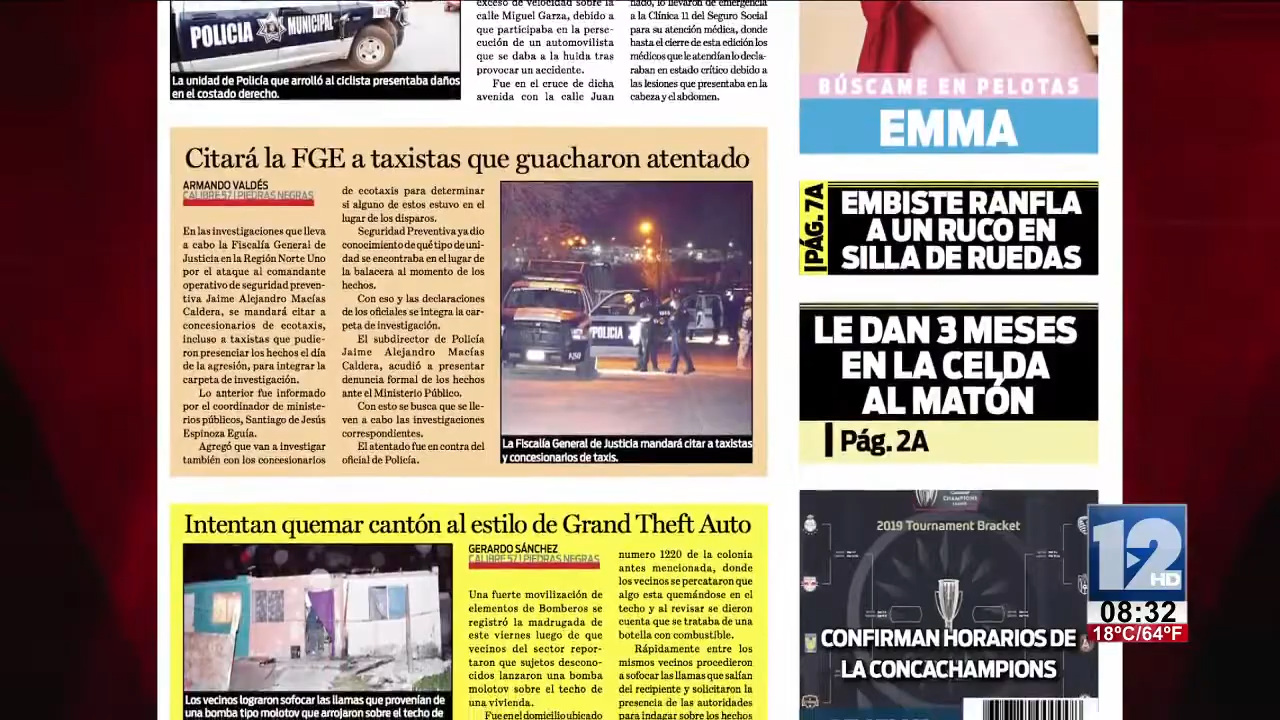 POLICIA MUNICIPAL
La unidad de Policía que arrolló al ciclista presentaba daños
en el costado derecho.
exceso de velocidad sobre la
calle Miguel Garza, debido a
que participaba en la perse-
cución de un automovilista
que se daba a la huida tras
provocar un accidente.
Fue en el cruce de dicha
avenida con la calle Juan
nado, lo llevaron de emergencia
a la Clínica 11 del Seguro Social
para su atención médica, donde
hasta el cierre de esta edición los
médicos que le atendían lo decla-
raban en estado crítico debido a
las lesiones que presentaba en la
cabeza y el abdomen.
Citará la FGE a taxistas que guacharon atentado
ARMANDO VALDÉS
CALIBRE 57 | PIEDRAS NEGRAS
En las investigaciones que lleva
a cabo la Fiscalía General de
Justicia en la Región Norte Uno
por el ataque al comandante
operativo de seguridad preven-
tiva Jaime Alejandro Macías
Caldera, se mandará citar a
concesionarios de ecotaxis,
incluso a taxistas que pudie-
ron presenciar los hechos el día
de la agresión, para integrar la
carpeta de investigación.
Lo anterior fue informado
por el coordinador de ministe-
rios públicos, Santiago de Jesús
Espinoza Eguía.
Agregó que van a investigar
también con los concesionarios
de ecotaxis para determinar
si alguno de estos estuvo en el
lugar de los disparos.
Seguridad Preventiva ya dio
conocimiento de qué tipo de uni-
dad se encontraba en el lugar de
la balacera al momento de los
hechos.
Con eso y las declaraciones
de los oficiales se integra la car-
peta de investigación.
El subdirector de Policía
Jaime Alejandro Macías
Caldera, acudió a presentar
denuncia formal de los hechos
ante el Ministerio Público.
Con esto se busca que se lle-
ven a cabo las investigaciones
correspondientes.
El atentado fue en contra del
oficial de Policía.
POLICIA
La Fiscalía General de Justicia mandará citar a taxistas
y concesionarios de taxis.
Intentan quemar cantón al estilo de Grand Theft Auto
Los vecinos lograron sofocar las llamas que provenían de
una bomba tipo molotov que arrojaron sobre el techo de
GERARDO SÁNCHEZ
CALIBRE 57 | PIEDRAS NEGRAS
Una fuerte movilización de
elementos de Bomberos se
registró la madrugada de
este viernes luego de que
vecinos del sector repor-
taron que sujetos descono-
cidos lanzaron una bomba
molotov sobre el techo de
una vivienda.
Fue en el domicilio ubicado
numero 1220 de la colonia
antes mencionada, donde
los vecinos se percataron que
algo esta quemándose en el
techo y al revisar se dieron
cuenta que se trataba de una
botella con combustible.
Rápidamente entre los
mismos vecinos procedieron
a sofocar las llamas que salían
del recipiente y solicitaron la
presencia de las autoridades
para indagar sobre los hechos
BÚSCAME EN PELOTAS
EMMA
|PÁG. 7A
EMBISTE RANFLA
A UN RUCO EN
SILLA DE RUEDAS
LE DAN 3 MESES
EN LA CELDA
AL MATÓN
| Pág. 2A
CHAMPIONS
2019 Tournament Bracket
CONFIRMAN HORARIOS DE
LA CONCACHAMPIONS
12
HD
08:32
18°C/64°F